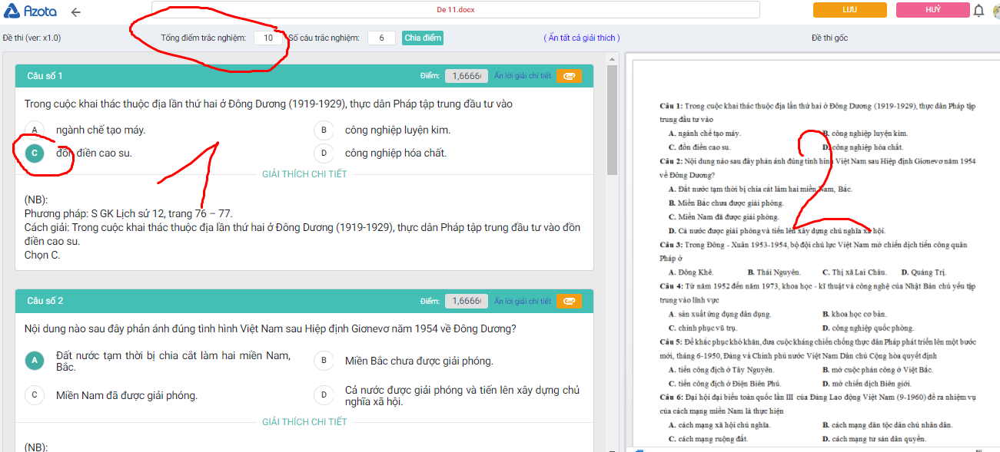 Azota
De 11.docx
LƯU
HUỶ
Đề thi (ver: x1.0)
Tổng điểm trắc nghiệm: 10
Số câu trắc nghiệm: 6
Chia điểm
( Ẩn tất cả giải thích )
Đề thi gốc
Câu số 1
Điểm: 1,6666
Ẩn lời giải chi tiết
Trong cuộc khai thác thuộc địa lần thứ hai ở Đông Dương (1919-1929), thực dân Pháp tập trung đầu tư vào
A ngành chế tạo máy.
B công nghiệp luyện kim.
C đồn điền cao su.
D công nghiệp hóa chất.
1
GIẢI THÍCH CHI TIẾT
(NB):
Phương pháp: S GK Lịch sử 12, trang 76 – 77.
Cách giải: Trong cuộc khai thác thuộc địa lần thứ hai ở Đông Dương (1919-1929), thực dân Pháp tập trung đầu tư vào đồn
điền cao su.
Chọn C.
Câu số 2
Điểm: 1,6666
Ẩn lời giải chi tiết
Nội dung nào sau đây phản ánh đúng tình hình Việt Nam sau Hiệp định Giơnevơ năm 1954 về Đông Dương?
A Đất nước tạm thời bị chia cắt làm hai miền Nam,
Bắc.
B Miền Bắc chưa được giải phóng.
C Miền Nam đã được giải phóng.
D Cả nước được giải phóng và tiến lên xây dựng chủ
nghĩa xã hội.
GIẢI THÍCH CHI TIẾT
(NB):
Câu 1: Trong cuộc khai thác thuộc địa lần thứ hai ở Đông Dương (1919-1929), thực dân Pháp tập
trung đầu tư vào
A. ngành chế tạo máy. B. công nghiệp luyện kim.
C. đồn điền cao su. D. công nghiệp hóa chất.
2
Câu 2: Nội dung nào sau đây phản ánh đúng tình hình Việt Nam sau Hiệp định Giơnevơ năm 1954
về Đông Dương?
A. Đất nước tạm thời bị chia cắt làm hai miền Nam, Bắc.
B. Miền Bắc chưa được giải phóng.
C. Miền Nam đã được giải phóng.
D. Cả nước được giải phóng và tiến lên xây dựng chủ nghĩa xã hội.
Câu 3: Trong Đông - Xuân 1953-1954, bộ đội chủ lực Việt Nam mở chiến dịch tiến công quân
Pháp ở
A. Đông Khê. B. Thái Nguyên. C. Thị xã Lai Châu. D. Quảng Trị.
Câu 4: Từ năm 1952 đến năm 1973, khoa học - kĩ thuật và công nghệ của Nhật Bản chủ yếu tập
trung vào lĩnh vực
A. sản xuất ứng dụng dân dụng. B. khoa học cơ bản.
C. chinh phục vũ trụ. D. công nghiệp quốc phòng.
Câu 5: Để khắc phục khó khăn, đưa cuộc kháng chiến chống thực dân Pháp phát triển lên một bước
mới, tháng 6-1950, Đảng và Chính phủ nước Việt Nam Dân chủ Cộng hòa quyết định
A. tiến công địch ở Tây Nguyên. B. mở cuộc phản công ở Việt Bắc.
C. tiến công địch ở Điện Biên Phủ. D. mở chiến dịch Biên giới.
Câu 6: Đại hội đại biểu toàn quốc lần III của Đảng Lao động Việt Nam (9-1960) đề ra nhiệm vụ
của cách mạng miền Nam là thực hiện
A. cách mạng xã hội chủ nghĩa. B. cách mạng dân tộc dân chủ nhân dân.
C. cách mạng ruộng đất. D. cách mạng tư sản dân quyền.